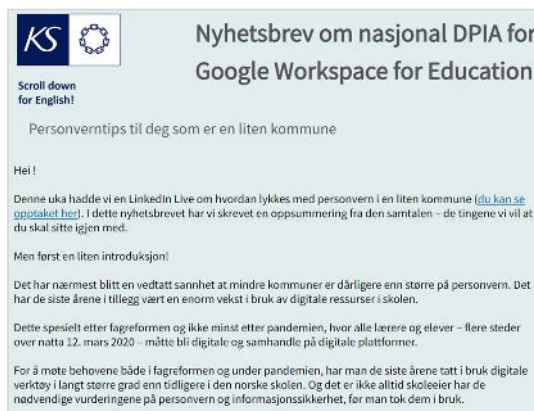 KS
Nyhetsbrev om nasjonal DPIA for
Google Workspace for Education
Scroll down
for English!
Personverntips til deg som er en liten kommune
Hei !
Denne uka hadde vi en LinkedIn Live om hvordan lykkes med personvern i en liten kommune (du kan se
opptaket her). I dette nyhetsbrevet har vi skrevet en oppsummering fra den samtalen – de tingene vi vil at
du skal sitte igjen med.
Men først en liten introduksjon!
Det har nærmest blitt en vedtatt sannhet at mindre kommuner er dårligere enn større på personvern. Det
har de siste årene i tillegg vært en enorm vekst i bruk av digitale ressurser i skolen.
Dette spesielt etter fagreformen og ikke minst etter pandemien, hvor alle lærere og elever – flere steder
over natta 12. mars 2020 – måtte bli digitale og samhandle på digitale plattformer.
For å møte behovene både i fagreformen og under pandemien, har man de siste årene tatt i bruk digitale
verktøy i langt større grad enn tidligere i den norske skolen. Og det er ikke alltid skoleeier har de
nødvendige vurderingene på personvern og informasjonssikkerhet, før man tok dem i bruk.